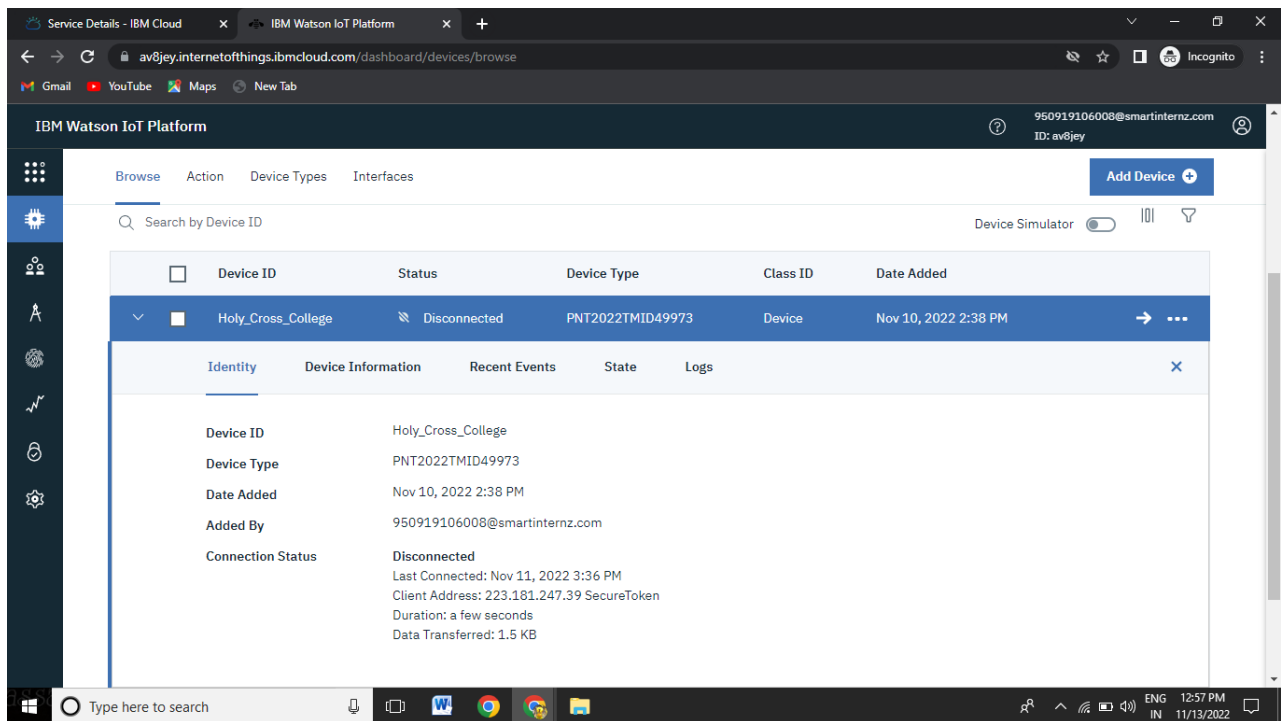 Service Details - IBM Cloud
IBM Watson IoT Platform
av8jey.internetofthings.ibmcloud.com/dashboard/devices/browse
Incognito
Gmail
YouTube
Maps
New Tab
IBM Watson IoT Platform
950919106008@smartinternz.com
ID: av8jey
Browse Action Device Types Interfaces
Add Device
Search by Device ID
Device Simulator
Device ID Status Device Type Class ID Date Added
Holy_Cross_College Disconnected PNT2022TMID49973 Device Nov 10, 2022 2:38 PM
Identity Device Information Recent Events State Logs
Device ID Holy_Cross_College
Device Type PNT2022TMID49973
Date Added Nov 10, 2022 2:38 PM
Added By 950919106008@smartinternz.com
Connection Status Disconnected
Last Connected: Nov 11, 2022 3:36 PM
Client Address: 223.181.247.39 SecureToken
Duration: a few seconds
Data Transferred: 1.5 KB
Type here to search
ENG 12:57 PM
IN 11/13/2022